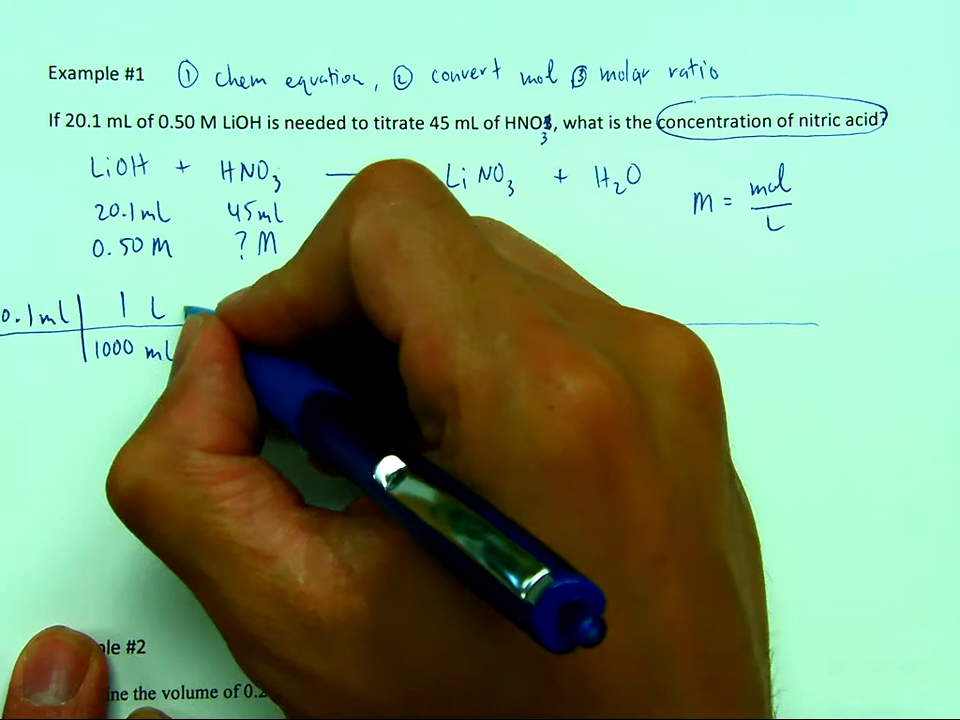 Example #1 ① chem equation, ② convert mol ③ molar ratio
If 20.1 mL of 0.50 M LiOH is needed to titrate 45 mL of HNO3, what is the concentration of nitric acid?
LiOH + HNO3 — LiNO3 + H2O
M = mol / L
20.1ml 45ml
0.50 M ? M
0.1ml 1 L
1000 ml
ple #2
ine the volume of 0.2